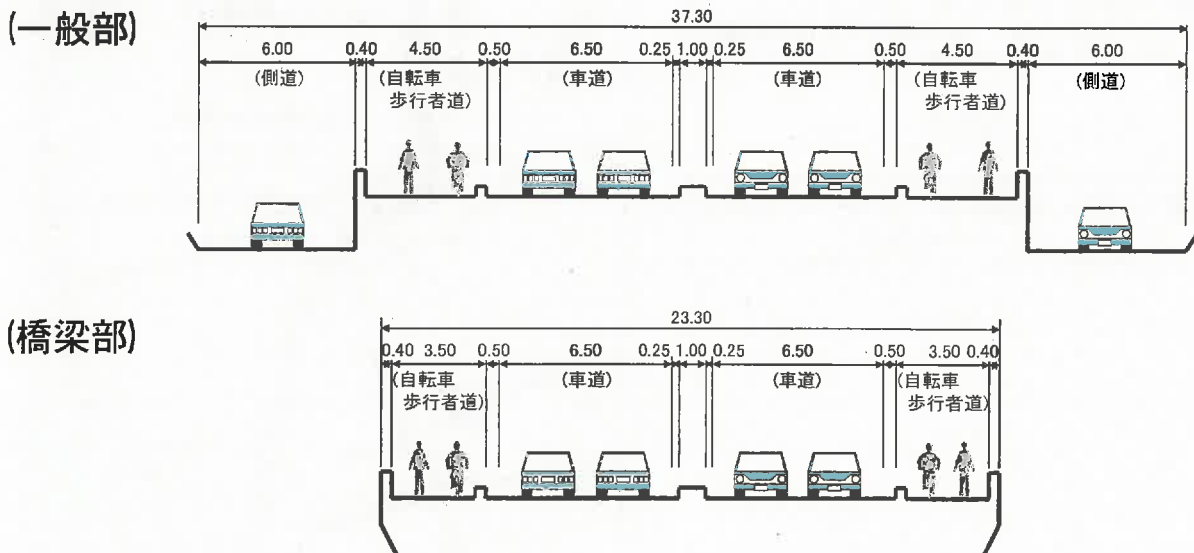 (一般部)
37.30
6.00 0.40 4.50 0.50 6.50 0.25 1.00 0.25 6.50 0.50 4.50 0.40 6.00
(側道) (自転車 (車道) (車道) (自転車 (側道)
歩行者道) 歩行者道)
(橋梁部)
23.30
0.40 3.50 0.50 6.50 0.25 1.00 0.25 6.50 0.50 3.50 0.40
(自転車 (車道) (車道) (自転車
歩行者道) 歩行者道)